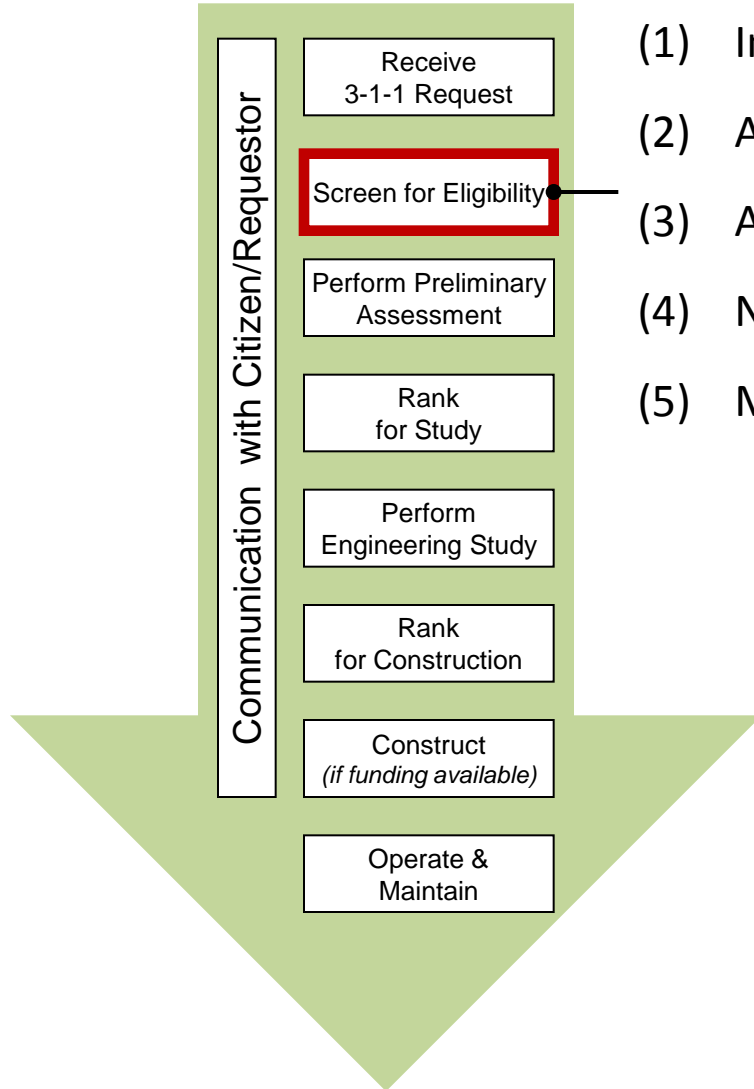 Communication with Citizen/Requestor
Receive
3-1-1 Request
Screen for Eligibility
Perform Preliminary
Assessment
Rank
for Study
Perform
Engineering Study
Rank
for Construction
Construct
(if funding available)
Operate &
Maintain
(1)
(2)
(3)
(4)
(5)